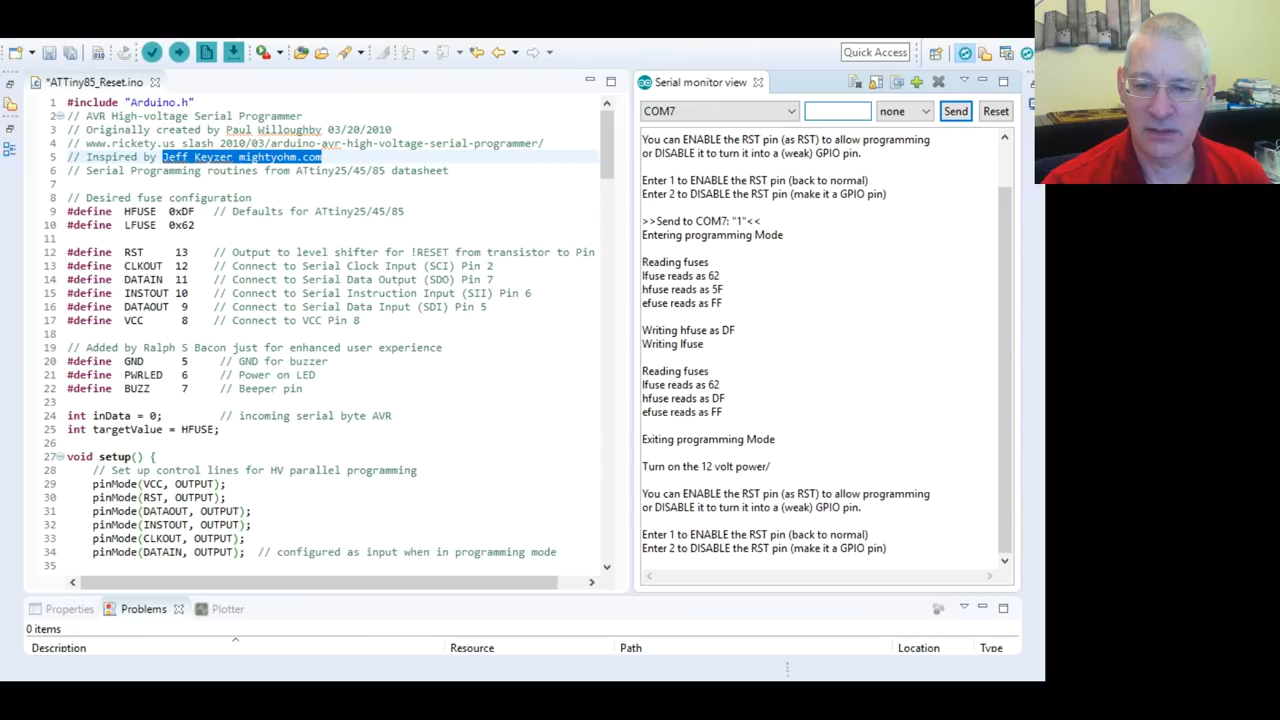 Quick Access
*ATTiny85_Reset.ino
1 #include "Arduino.h"
2 // AVR High-voltage Serial Programmer
3 // Originally created by Paul Willoughby 03/20/2010
4 // www.rickety.us slash 2010/03/arduino-avr-high-voltage-serial-programmer/
5 // Inspired by Jeff Keyzer mightyohm.com
6 // Serial Programming routines from ATtiny25/45/85 datasheet
7
8 // Desired fuse configuration
9 #define HFUSE 0xDF // Defaults for ATtiny25/45/85
10 #define LFUSE 0x62
11
12 #define RST 13 // Output to level shifter for !RESET from transistor to Pin
13 #define CLKOUT 12 // Connect to Serial Clock Input (SCI) Pin 2
14 #define DATAIN 11 // Connect to Serial Data Output (SDO) Pin 7
15 #define INSTOUT 10 // Connect to Serial Instruction Input (SII) Pin 6
16 #define DATAOUT 9 // Connect to Serial Data Input (SDI) Pin 5
17 #define VCC 8 // Connect to VCC Pin 8
18
19 // Added by Ralph S Bacon just for enhanced user experience
20 #define GND 5 // GND for buzzer
21 #define PWRLED 6 // Power on LED
22 #define BUZZ 7 // Beeper pin
23
24 int inData = 0; // incoming serial byte AVR
25 int targetValue = HFUSE;
26
27 void setup() {
28 // Set up control lines for HV parallel programming
29 pinMode(VCC, OUTPUT);
30 pinMode(RST, OUTPUT);
31 pinMode(DATAOUT, OUTPUT);
32 pinMode(INSTOUT, OUTPUT);
33 pinMode(CLKOUT, OUTPUT);
34 pinMode(DATAIN, OUTPUT); // configured as input when in programming mode
35
Serial monitor view
COM7 none Send Reset
You can ENABLE the RST pin (as RST) to allow programming
or DISABLE it to turn it into a (weak) GPIO pin.
Enter 1 to ENABLE the RST pin (back to normal)
Enter 2 to DISABLE the RST pin (make it a GPIO pin)
>>Send to COM7: "1"<<
Entering programming Mode
Reading fuses
lfuse reads as 62
hfuse reads as 5F
efuse reads as FF
Writing hfuse as DF
Writing lfuse
Reading fuses
lfuse reads as 62
hfuse reads as DF
efuse reads as FF
Exiting programming Mode
Turn on the 12 volt power/
You can ENABLE the RST pin (as RST) to allow programming
or DISABLE it to turn it into a (weak) GPIO pin.
Enter 1 to ENABLE the RST pin (back to normal)
Enter 2 to DISABLE the RST pin (make it a GPIO pin)
Properties Problems Plotter
0 items
Description Resource Path Location Type